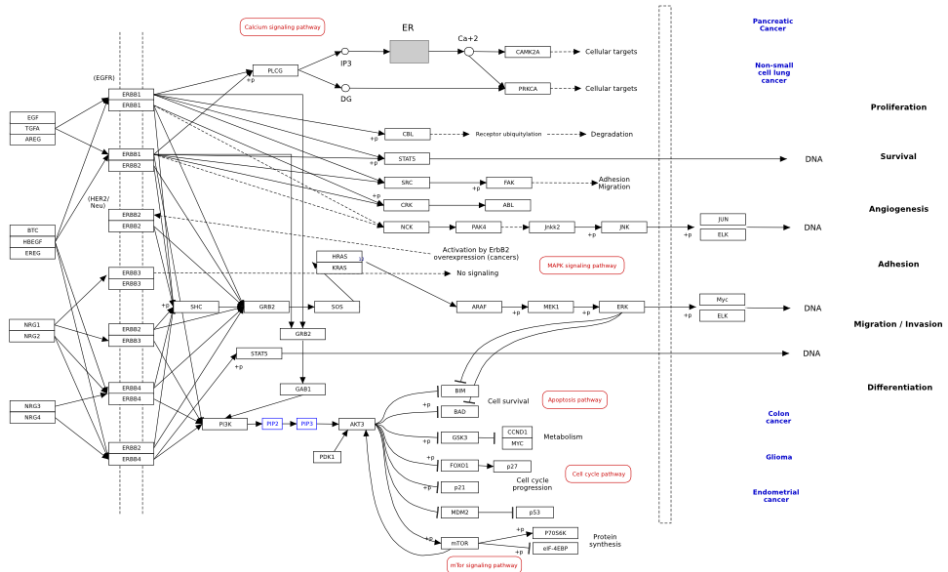 Calcium signaling pathway
ER
Pancreatic
Cancer
IP3
Ca+2
CAMK2A
Cellular targets
PLCG
+p
(EGFR)
DG
PRKCA
Cellular targets
Non-small
cell lung
cancer
ERBB1
ERBB1
EGF
TGFA
AREG
Proliferation
CBL
+p
Receptor ubiquitylation
Degradation
ERBB1
ERBB2
STAT5
+p
DNA
Survival
SRC
+p
FAK
Adhesion
Migration
(HER2/
Neu)
+p
CRK
ABL
ERBB2
ERBB2
NCK
PAK4
Jnkk2
+p
JNK
+p
JUN
ELK
DNA
Angiogenesis
BTC
HBEGF
EREG
Activation by ErbB2
overexpression (cancers)
HRAS
KRAS
No signaling
MAPK signaling pathway
Adhesion
ERBB3
ERBB3
+p
SHC
GRB2
SOS
ARAF
+p
MEK1
+p
ERK
+p
Myc
ELK
DNA
NRG1
NRG2
ERBB2
ERBB3
GRB2
Migration / Invasion
STAT5
+p
DNA
ERBB4
ERBB4
GAB1
BIM
Cell survival
Apoptosis pathway
Differentiation
NRG3
NRG4
+p
BAD
PI3K
PIP2
PIP3
AKT3
Colon
cancer
GSK3
CCND1
MYC
Metabolism
+p
ERBB2
ERBB4
PDK1
+p
FOXO1
p27
Cell cycle pathway
Glioma
+p
p21
Cell cycle
progression
Endometrial
cancer
MDM2
p53
+p
mTOR
+p
P70S6K
+p
eIF-4EBP
Protein
synthesis
mTor signaling pathway